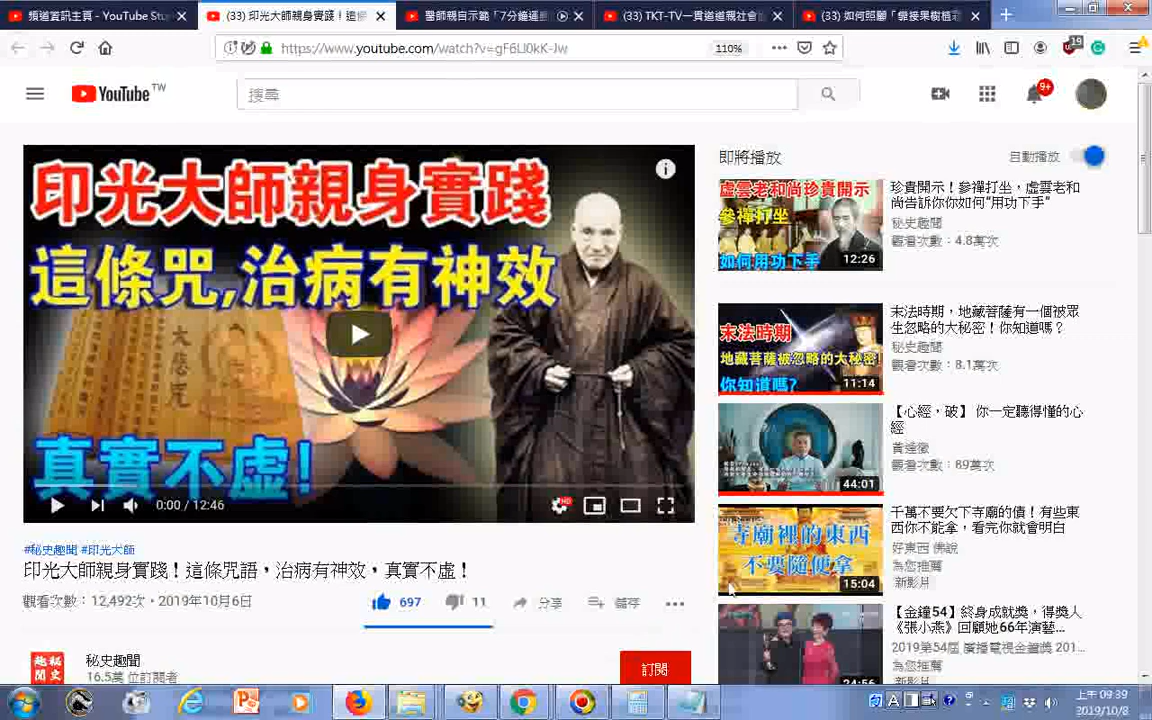 頻道資訊主頁 - YouTube Stu
(33) 印光大師親身實踐！這
醫師親自示範「7分鐘運
(33) TKT-TV一貫道道親社會
(33) 如何照顧「嫁接果樹植
https://www.youtube.com/watch?v=gF6LI0kK-Jw
110%
19
YouTube TW
搜尋
9+
印光大師親身實踐
這條咒,治病有神效
大悲咒
真實不虛!
0:00 / 12:46
HD
#秘史趣聞 #印光大師
印光大師親身實踐！這條咒語，治病有神效，真實不虛！
觀看次數：12,492次 • 2019年10月6日
697
11
分享
儲存
秘史趣聞
秘史趣聞
16.5萬 位訂閱者
訂閱
即將播放
自動播放
虛雲老和尚珍貴開示
參禪打坐
如何用功下手
12:26
珍貴開示！參禪打坐，虛雲老和
尚告訴你你如何“用功下手”
秘史趣聞
觀看次數：4.8萬次
末法時期
地藏菩薩被忽略的大秘密
你知道嗎?
11:14
末法時期，地藏菩薩有一個被眾
生忽略的大秘密！你知道嗎？
秘史趣聞
觀看次數：8.1萬次
44:01
【心經，破】 你一定聽得懂的心
經
黃逢徵
觀看次數：89萬次
寺廟裡的東西
不要隨便拿
15:04
千萬不要欠下寺廟的債！有些東
西你不能拿，看完你就會明白
好東西 佛說
為您推薦
新影片
24:56
【金鐘54】終身成就獎，得獎人
《張小燕》回顧她66年演藝...
2019第54屆 廣播電視金鐘獎 201...
為您推薦
新影片
上午 09:39
2019/10/8